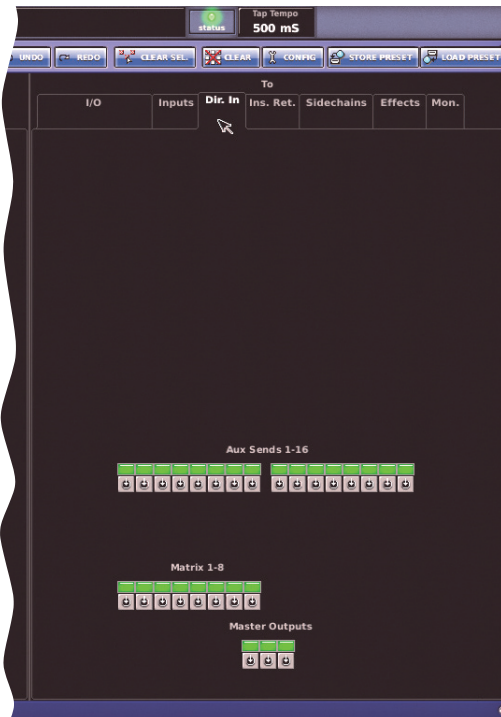 Tap Tempo
status
500 mS
UNDO REDO CLEAR SEL. CLEAR CONFIG STORE PRESET LOAD PRESET
To
I/O Inputs Dir. In Ins. Ret. Sidechains Effects Mon.
Aux Sends 1-16
Matrix 1-8
Master Outputs